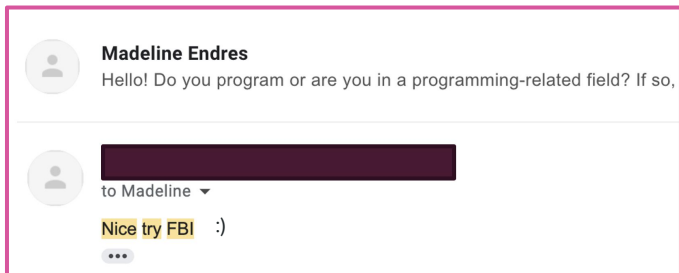 Madeline Endres
Hello! Do you program or are you in a programming-related field? If so,
to Madeline
Nice try FBI :)